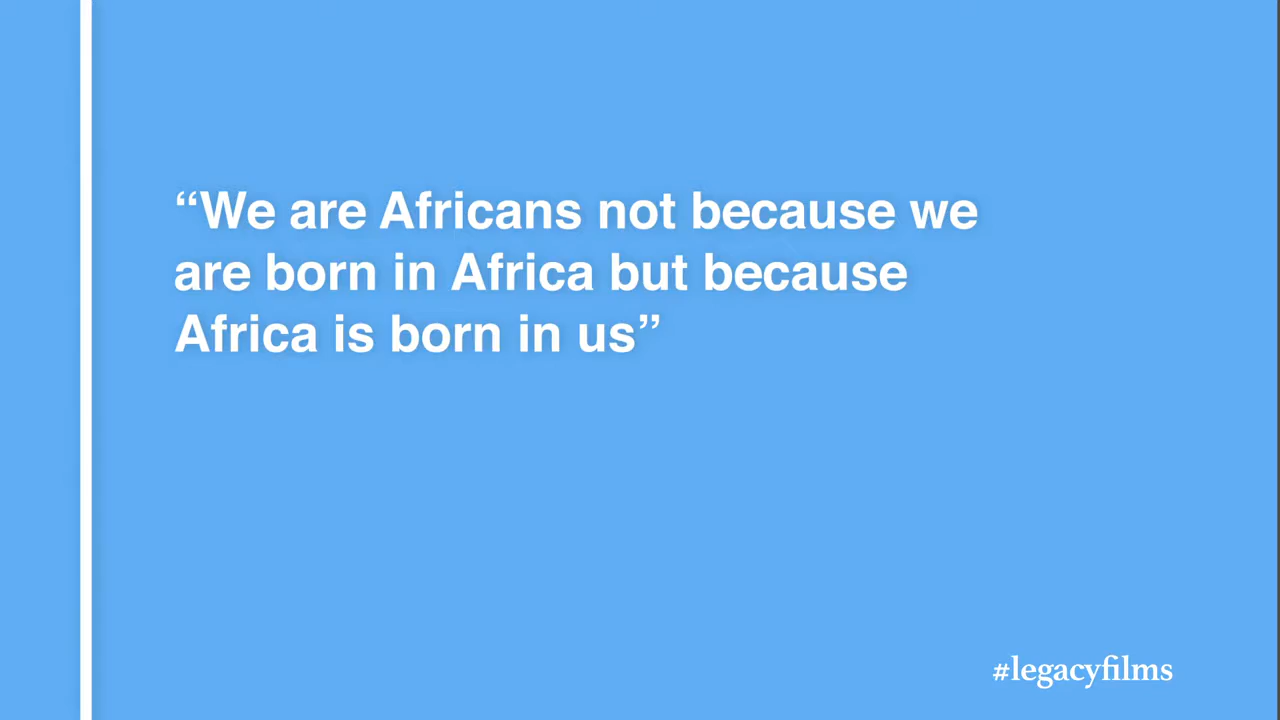 “We are Africans not because we
are born in Africa but because
Africa is born in us”
#legacyfilms